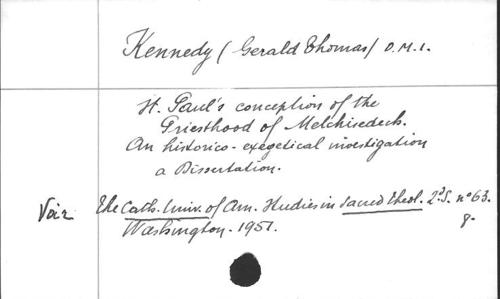 Kennedy (Gerald Thomas) O.M.I.
St. Paul's conception of the
Priesthood of Melchisedech.
An historico-exegetical investigation
a Dissertation.
Voir The Cath. Univ. of Am. Studies in Sacred Theol. 2d S. n° 63.
Washington. 1951. 8.